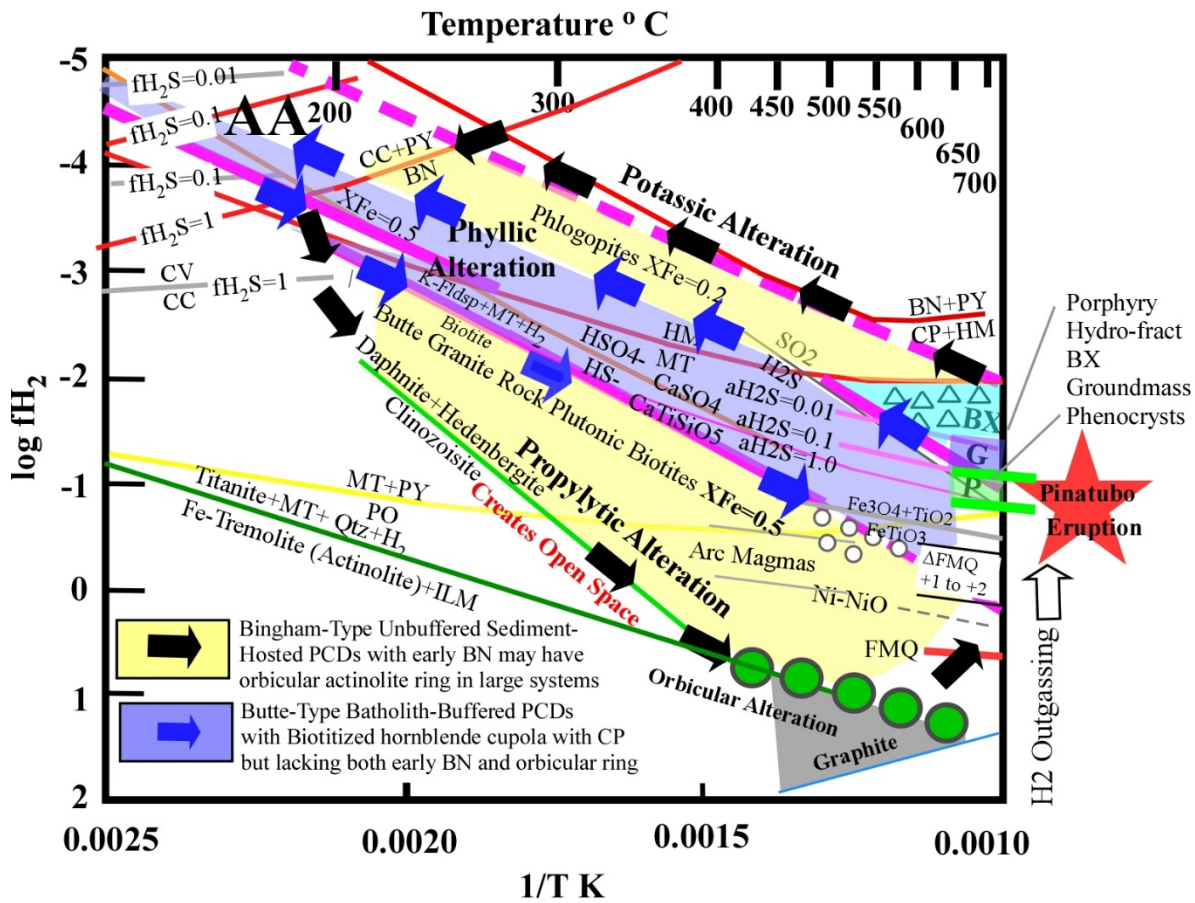 Temperature º C
-5
-4
-3
-2
-1
0
1
2
log fH2
200
300
400
450
500
550
600
650
700
fH2S=0.01
fH2S=0.1
AA
fH2S=0.1
fH2S=1
CV
CC
fH2S=1
CC+PY
BN
XFe=0.5
Phyllic
Alteration
Potassic Alteration
Phlogopites XFe=0.2
BN+PY
CP+HM
K-Fldsp+MT+H2
Biotite
HM
MT
SO2
H2S
HSO4-
HS-
CaSO4
CaTiSiO5
aH2S=0.01
aH2S=0.1
aH2S=1.0
Butte Granite Rock Plutonic Biotites XFe=0.5
Daphnite+Hedenbergite
Clinozoisite
Propylytic Alteration
Creates Open Space
MT+PY
PO
Titanite+MT+ Qtz+H2
Fe-Tremolite (Actinolite)+ILM
BX
G
P
Fe3O4+TiO2
FeTiO3
Arc Magmas
ΔFMQ
+1 to +2
Ni-NiO
FMQ
Orbicular Alteration
Graphite
Porphyry
Hydro-fract
BX
Groundmass
Phenocrysts
Pinatubo
Eruption
H2 Outgassing
Bingham-Type Unbuffered Sediment-
Hosted PCDs with early BN may have
orbicular actinolite ring in large systems
Butte-Type Batholith-Buffered PCDs
with Biotitized hornblende cupola with CP
but lacking both early BN and orbicular ring
0.0025
0.0020
0.0015
0.0010
1/T K